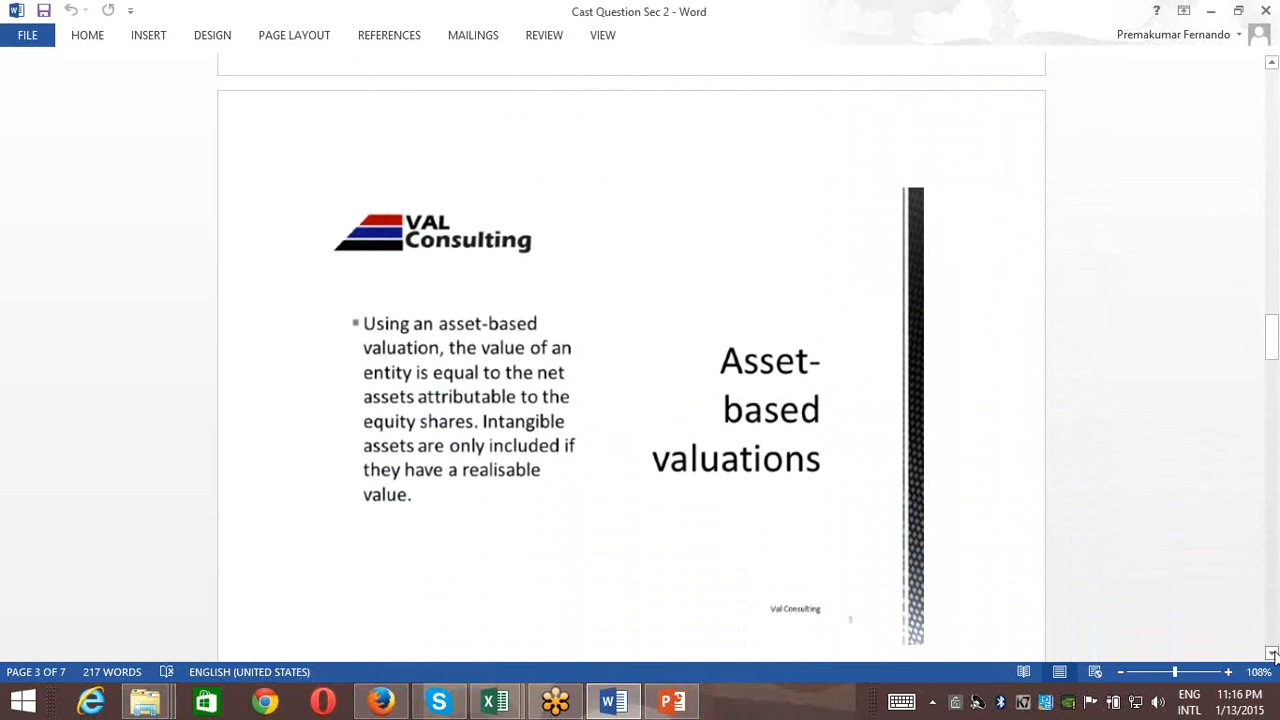 Cast Question Sec 2 - Word
?
FILE HOME INSERT DESIGN PAGE LAYOUT REFERENCES MAILINGS REVIEW VIEW
Premakumar Fernando
VAL
Consulting
Using an asset-based
valuation, the value of an
entity is equal to the net
assets attributable to the
equity shares. Intangible
assets are only included if
they have a realisable
value.
Asset-
based
valuations
Val Consulting
3
PAGE 3 OF 7 217 WORDS ENGLISH (UNITED STATES) 108%
ENG 11:16 PM
INTL 1/13/2015